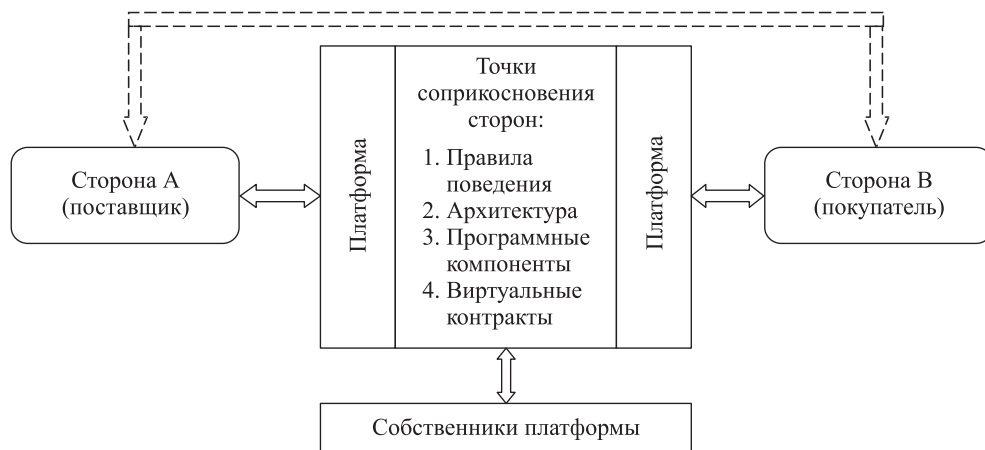 Точки
соприкосновения
сторон:
1. Правила
поведения
2. Архитектура
3. Программные
компоненты
4. Виртуальные
контракты
Платформа
Платформа
Сторона А
(поставщик)
Сторона В
(покупатель)
Собственники платформы